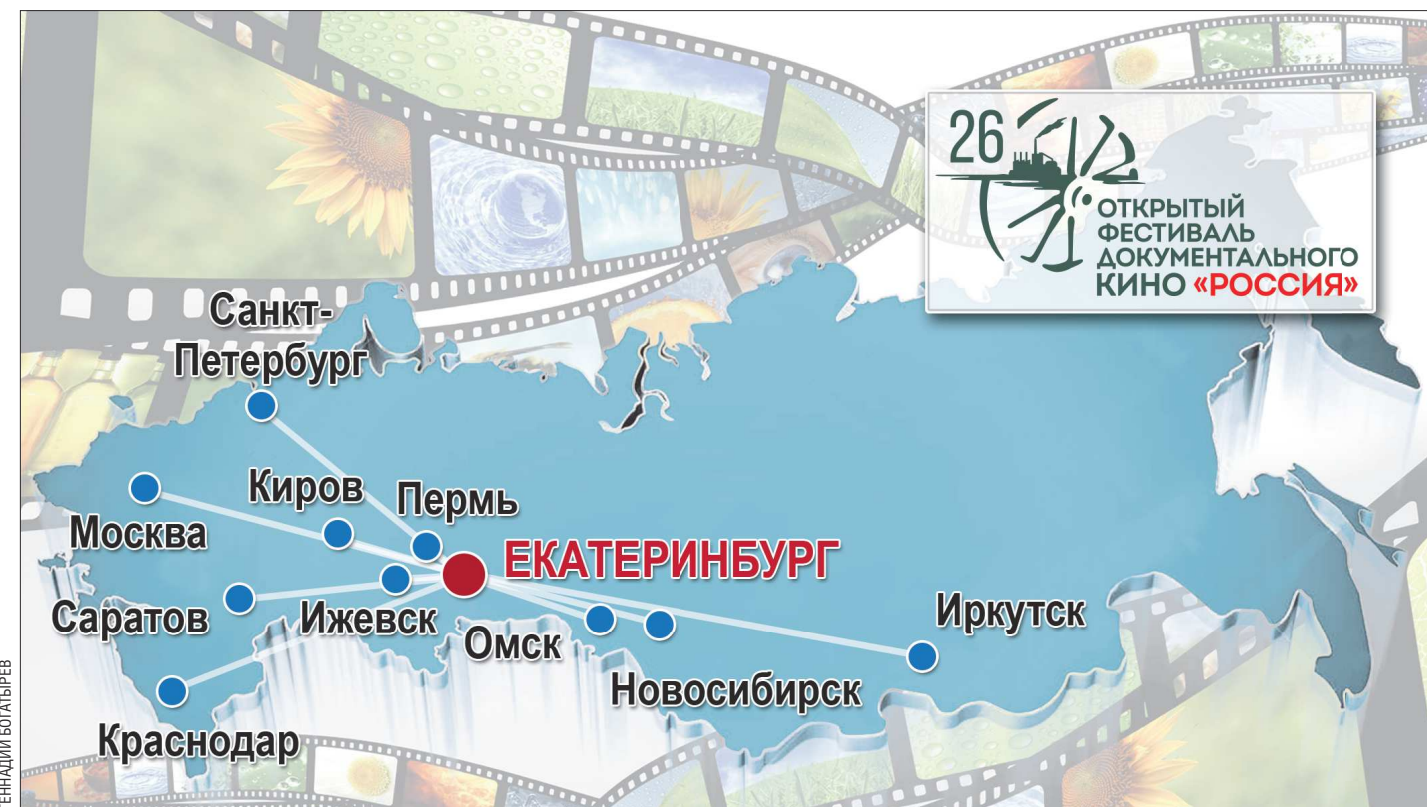 26
ОТКРЫТЫЙ
ФЕСТИВАЛЬ
ДОКУМЕНТАЛЬНОГО
КИНО «РОССИЯ»
Санкт-
Петербург
Киров
Пермь
Москва
ЕКАТЕРИНБУРГ
Саратов
Ижевск
Омск
Иркутск
Новосибирск
Краснодар
ГЕННАДИЙ БОГАТЫРЕВ